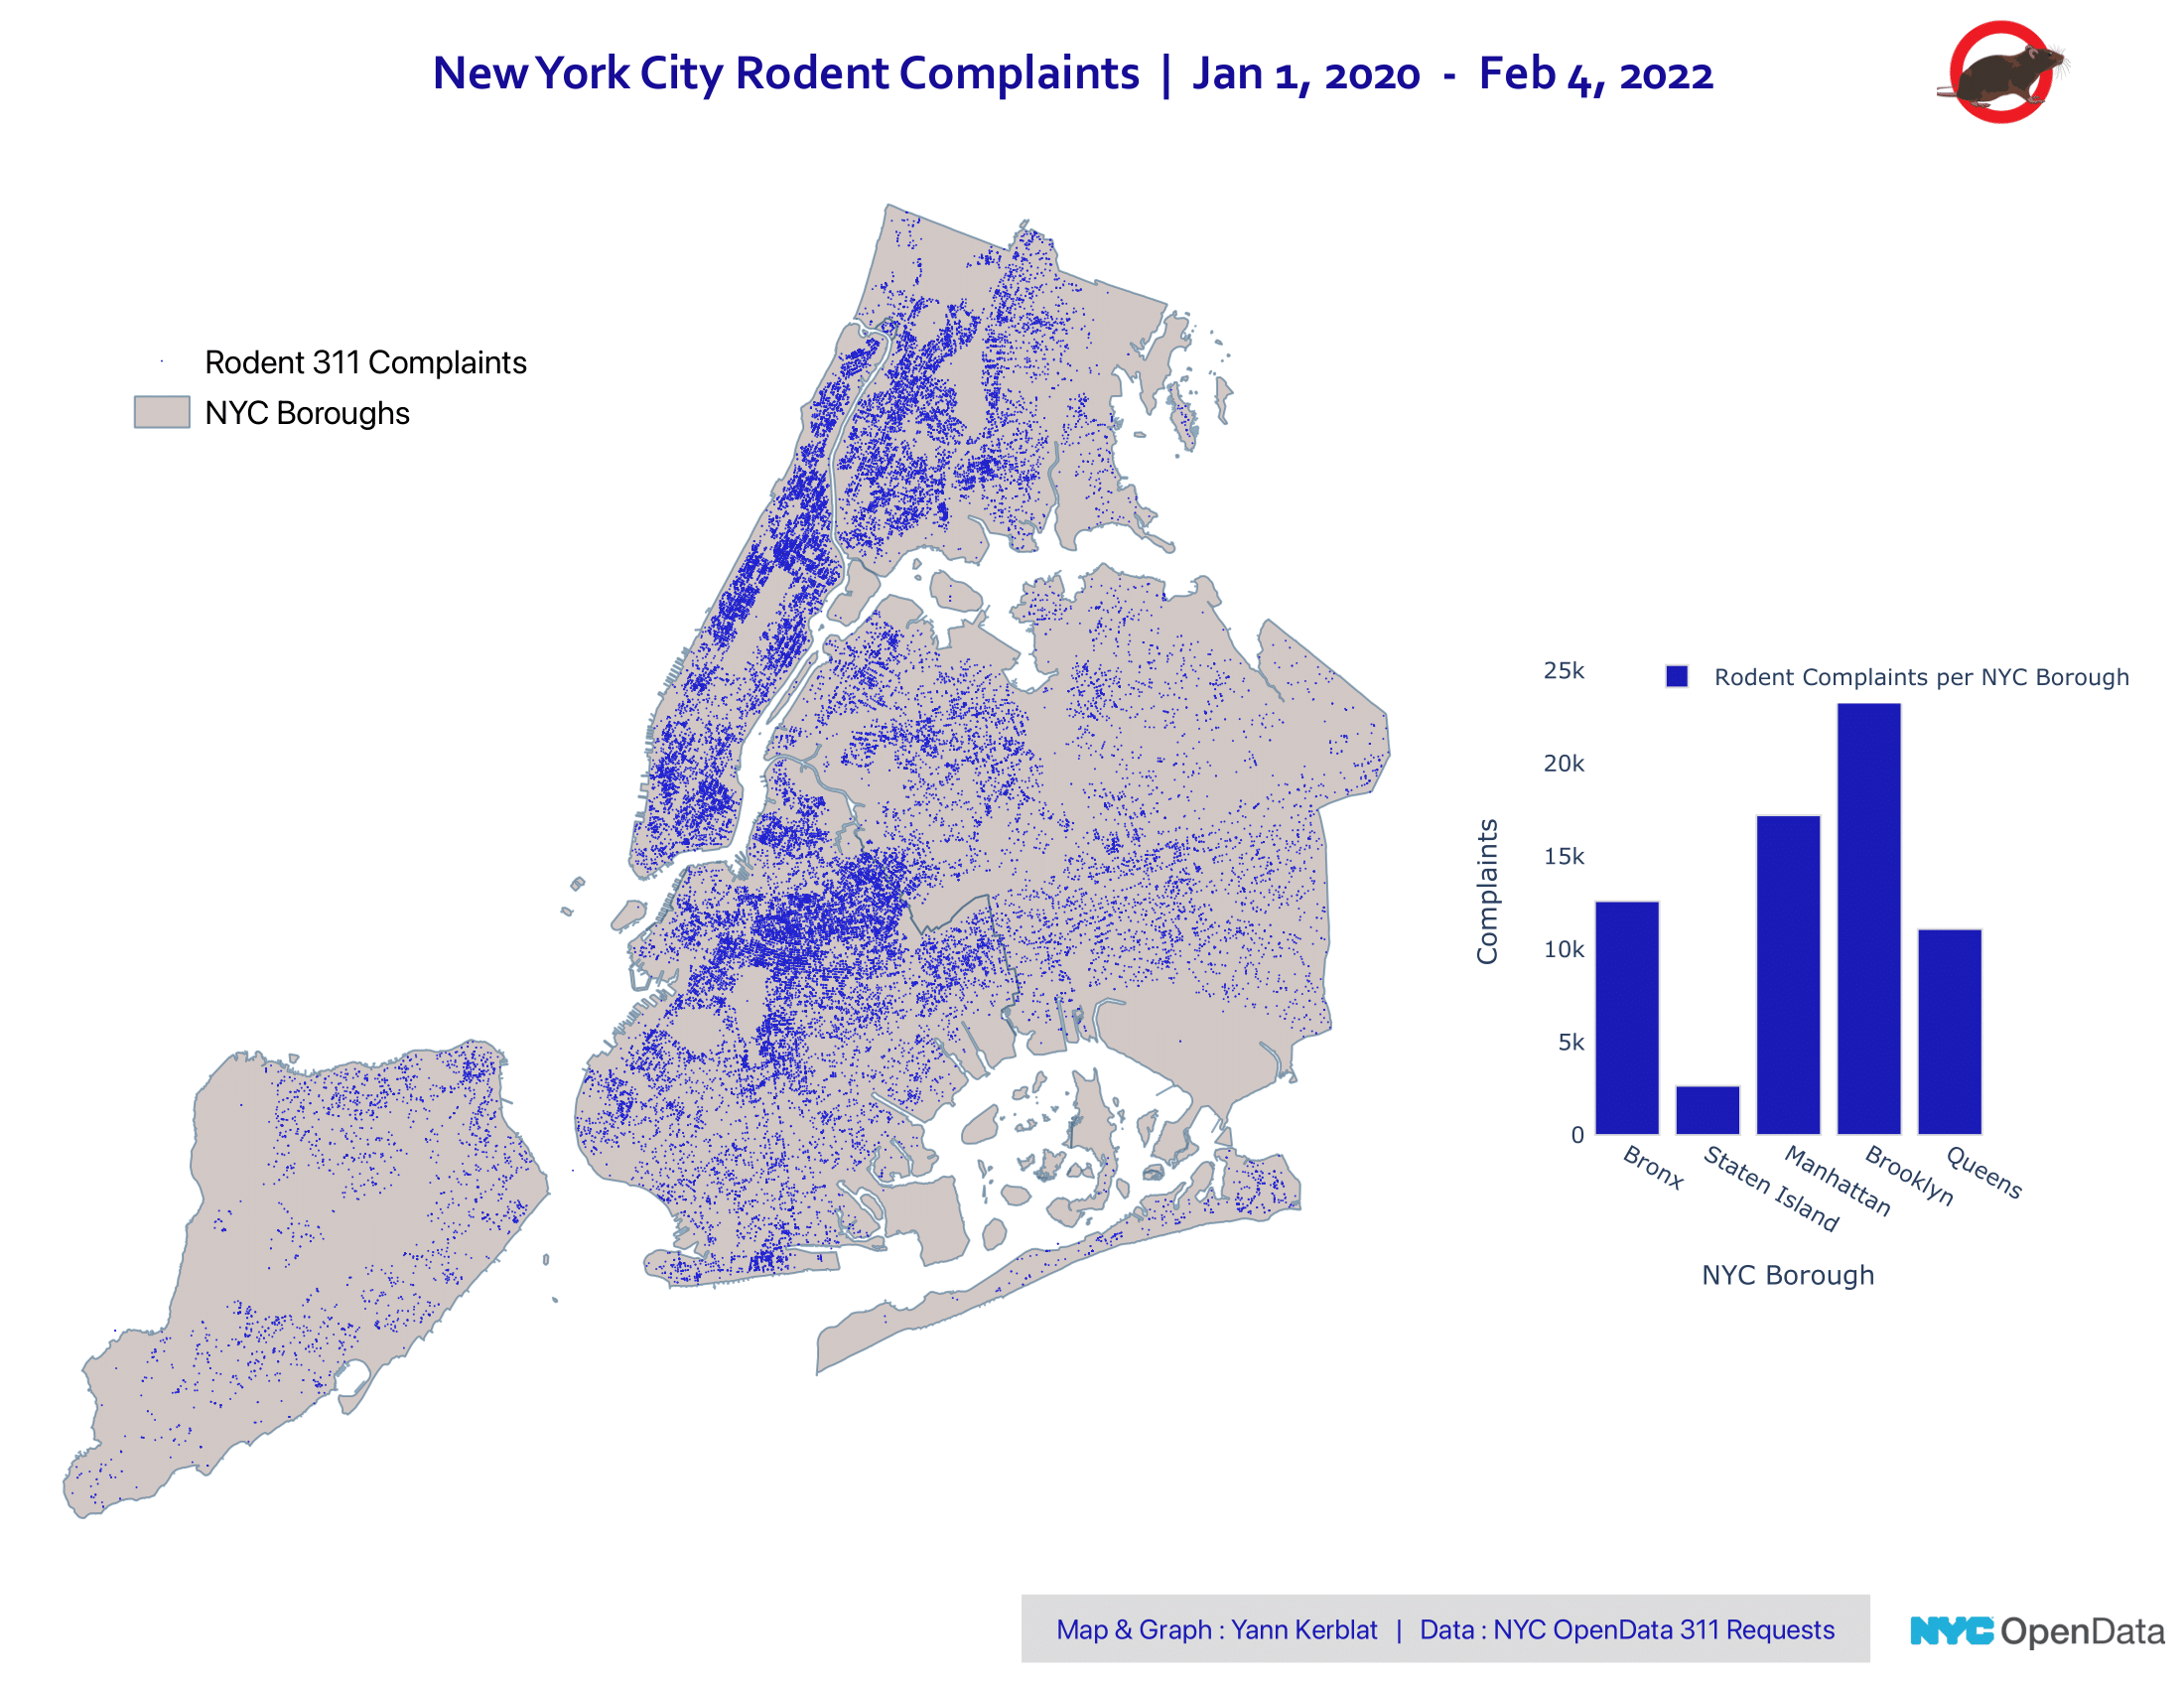 New York City Rodent Complaints | Jan 1, 2020 - Feb 4, 2022
Rodent 311 Complaints
NYC Boroughs
Rodent Complaints per NYC Borough
25k
20k
15k
10k
5k
0
Complaints
Bronx
Staten Island
Manhattan
Brooklyn
Queens
NYC Borough
Map & Graph : Yann Kerblat | Data : NYC OpenData 311 Requests
NYC OpenData